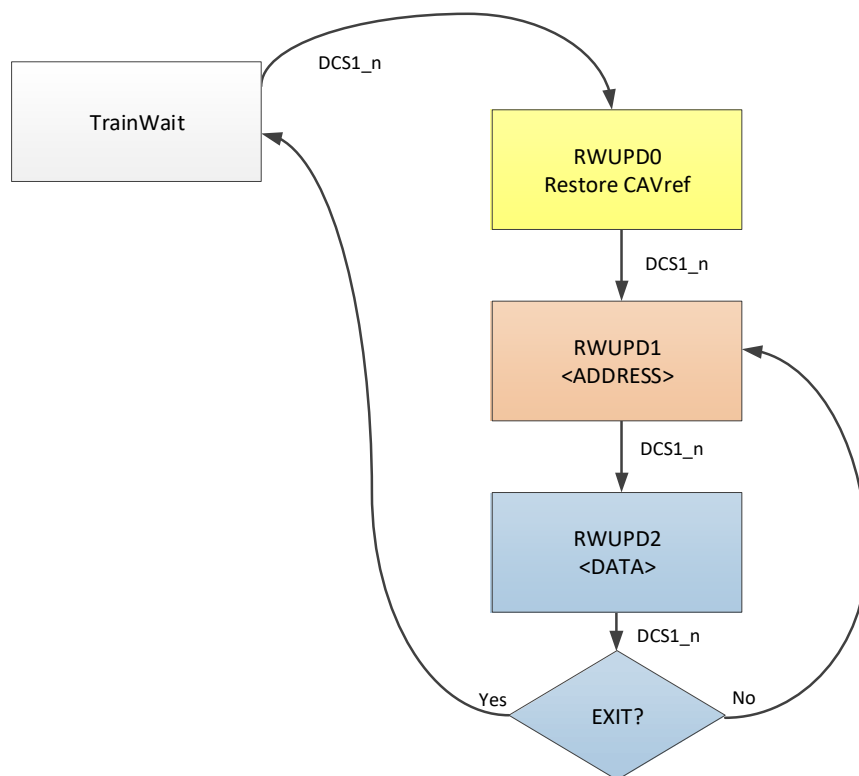 DCS1_n
TrainWait
RWUPD0
Restore CAVref
DCS1_n
RWUPD1
<ADDRESS>
DCS1_n
RWUPD2
<DATA>
DCS1_n
Yes
EXIT?
No